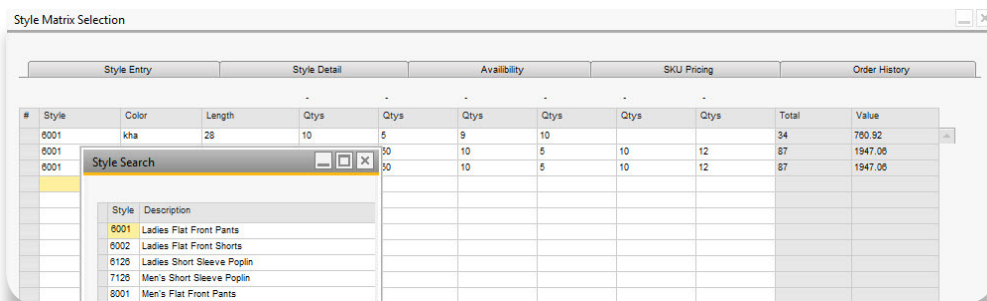 Style Matrix Selection
Style Entry Style Detail Availibility SKU Pricing Order History
- - - - - -
# Style Color Length Qtys Qtys Qtys Qtys Qtys Qtys Total Value
6001 kha 28 10 5 9 10 34 760.92
6001 50 10 5 10 12 87 1947.06
6001 50 10 5 10 12 87 1947.06
Style Search
Style Description
6001 Ladies Flat Front Pants
6002 Ladies Flat Front Shorts
6126 Ladies Short Sleeve Poplin
7126 Men's Short Sleeve Poplin
8001 Men's Flat Front Pants